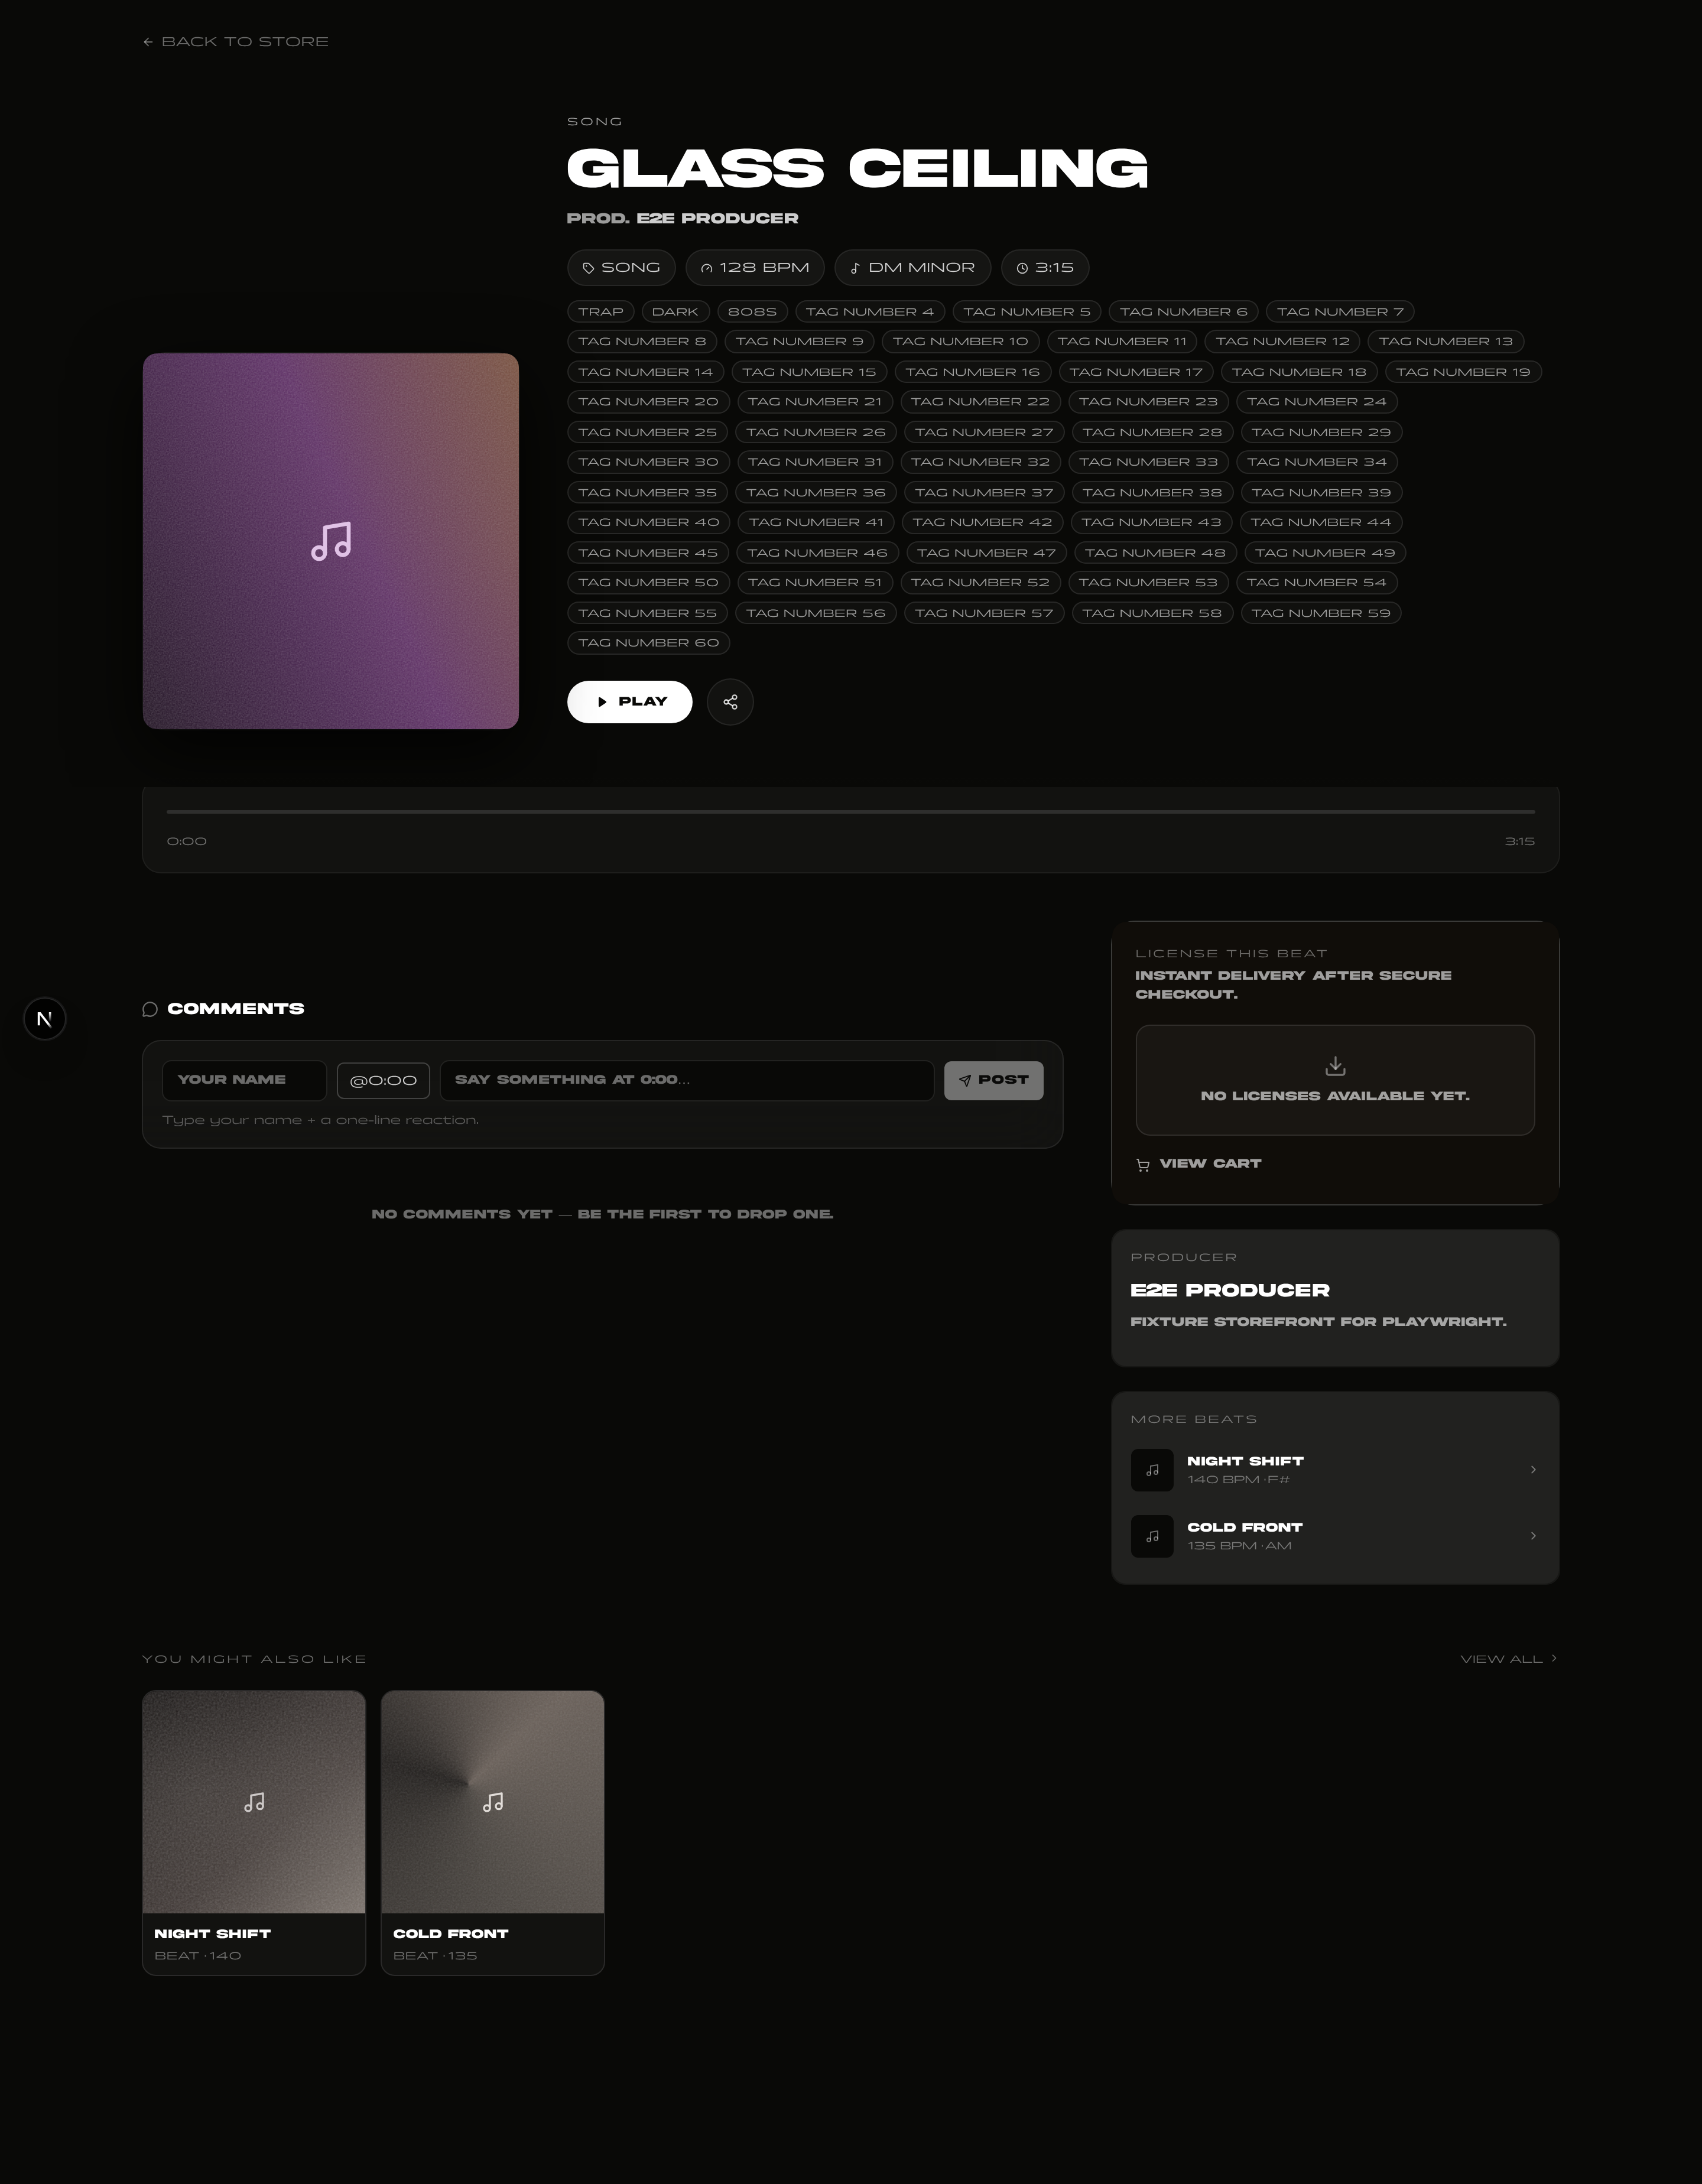 BACK TO STORE
SONG
GLASS CEILING
PROD. E2E PRODUCER
SONG 128 BPM DM MINOR 3:15
TRAP DARK 808S TAG NUMBER 4 TAG NUMBER 5 TAG NUMBER 6 TAG NUMBER 7
TAG NUMBER 8 TAG NUMBER 9 TAG NUMBER 10 TAG NUMBER 11 TAG NUMBER 12 TAG NUMBER 13
TAG NUMBER 14 TAG NUMBER 15 TAG NUMBER 16 TAG NUMBER 17 TAG NUMBER 18 TAG NUMBER 19
TAG NUMBER 20 TAG NUMBER 21 TAG NUMBER 22 TAG NUMBER 23 TAG NUMBER 24
TAG NUMBER 25 TAG NUMBER 26 TAG NUMBER 27 TAG NUMBER 28 TAG NUMBER 29
TAG NUMBER 30 TAG NUMBER 31 TAG NUMBER 32 TAG NUMBER 33 TAG NUMBER 34
TAG NUMBER 35 TAG NUMBER 36 TAG NUMBER 37 TAG NUMBER 38 TAG NUMBER 39
TAG NUMBER 40 TAG NUMBER 41 TAG NUMBER 42 TAG NUMBER 43 TAG NUMBER 44
TAG NUMBER 45 TAG NUMBER 46 TAG NUMBER 47 TAG NUMBER 48 TAG NUMBER 49
TAG NUMBER 50 TAG NUMBER 51 TAG NUMBER 52 TAG NUMBER 53 TAG NUMBER 54
TAG NUMBER 55 TAG NUMBER 56 TAG NUMBER 57 TAG NUMBER 58 TAG NUMBER 59
TAG NUMBER 60
PLAY
0:00 3:15
N
COMMENTS
YOUR NAME @0:00 SAY SOMETHING AT 0:00... POST
Type your name + a one-line reaction.
NO COMMENTS YET — BE THE FIRST TO DROP ONE.
LICENSE THIS BEAT
INSTANT DELIVERY AFTER SECURE
CHECKOUT.
NO LICENSES AVAILABLE YET.
VIEW CART
PRODUCER
E2E PRODUCER
FIXTURE STOREFRONT FOR PLAYWRIGHT.
MORE BEATS
NIGHT SHIFT
140 BPM · F#
COLD FRONT
135 BPM · AM
YOU MIGHT ALSO LIKE
VIEW ALL
NIGHT SHIFT
BEAT · 140
COLD FRONT
BEAT · 135